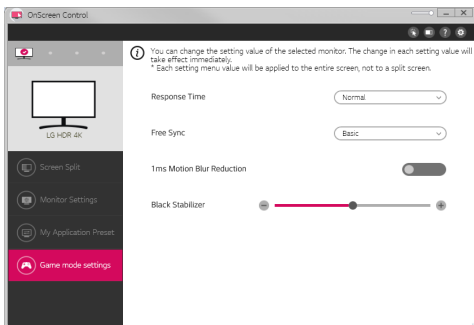 OnScreen Control
You can change the setting value of the selected monitor. The change in each setting value will
take effect immediately.
* Each setting menu value will be applied to the entire screen, not to a split screen.
LG HDR 4K
Screen Split
Monitor Settings
My Application Preset
Game mode settings
Response Time
Normal
Free Sync
Basic
1ms Motion Blur Reduction
Black Stabilizer